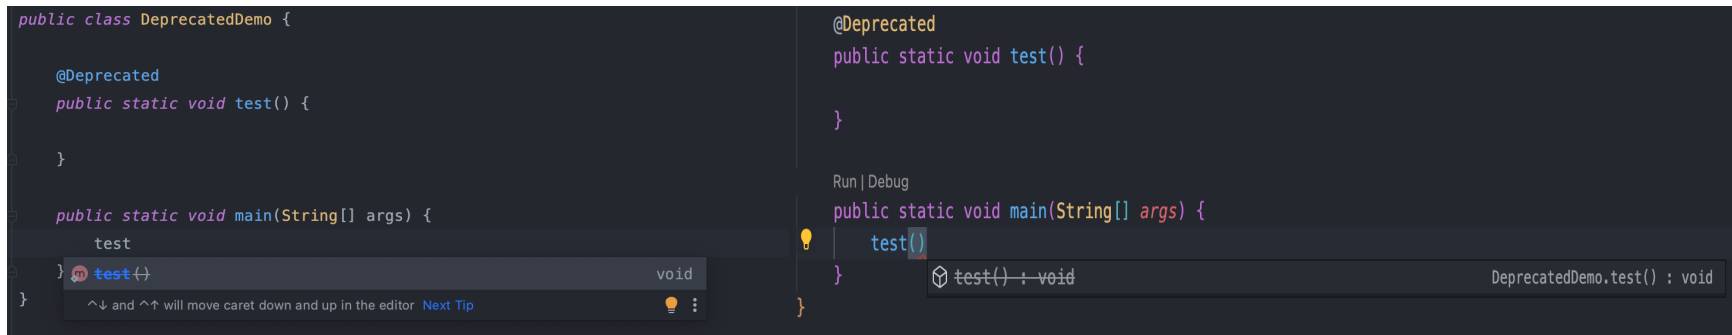 public class DeprecatedDemo {
@Deprecated
public static void test() {
}
public static void main(String[] args) {
test
}
test() void
^↓ and ^↑ will move caret down and up in the editor Next Tip
}
@Deprecated
public static void test() {
}
Run | Debug
public static void main(String[] args) {
test()
}
test() : void DeprecatedDemo.test() : void
}